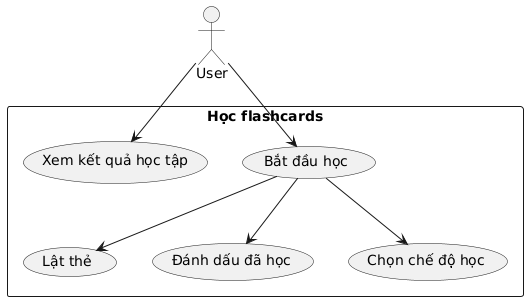 User
Học flashcards
Xem kết quả học tập
Bắt đầu học
Lật thẻ
Đánh dấu đã học
Chọn chế độ học